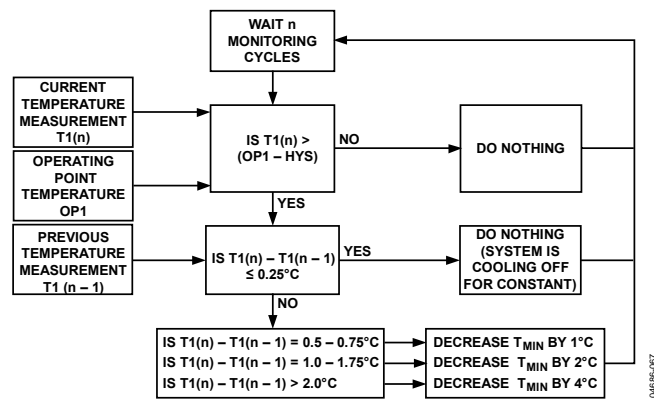 WAIT n
MONITORING
CYCLES
CURRENT
TEMPERATURE
MEASUREMENT
T1(n)
OPERATING
POINT
TEMPERATURE
OP1
IS T1(n) >
(OP1 – HYS)
NO
DO NOTHING
YES
PREVIOUS
TEMPERATURE
MEASUREMENT
T1 (n – 1)
IS T1(n) – T1(n – 1)
≤ 0.25°C
YES
DO NOTHING
(SYSTEM IS
COOLING OFF
FOR CONSTANT)
NO
IS T1(n) – T1(n – 1) = 0.5 – 0.75°C
IS T1(n) – T1(n – 1) = 1.0 – 1.75°C
IS T1(n) – T1(n – 1) > 2.0°C
DECREASE TMIN BY 1°C
DECREASE TMIN BY 2°C
DECREASE TMIN BY 4°C
04686-067